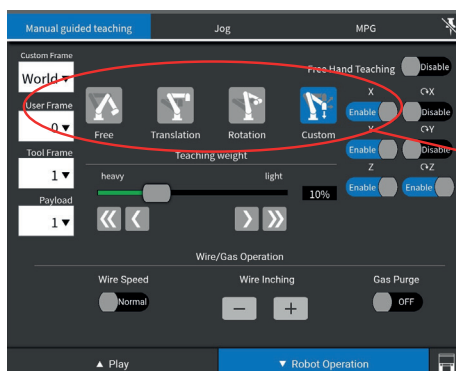 Manual guided teaching
Jog
MPG
Custom Frame
World ▼
User Frame
0 ▼
Tool Frame
1 ▼
Payload
1 ▼
Free
Translation
Rotation
Custom
Free Hand Teaching
Disable
X
Enable
↷X
Disable
Y
Enable
↷Y
Disable
Z
Enable
↷Z
Enable
Teaching weight
heavy
light
10%
Wire/Gas Operation
Wire Speed
Normal
Wire Inching
− +
Gas Purge
OFF
▲ Play
▼ Robot Operation